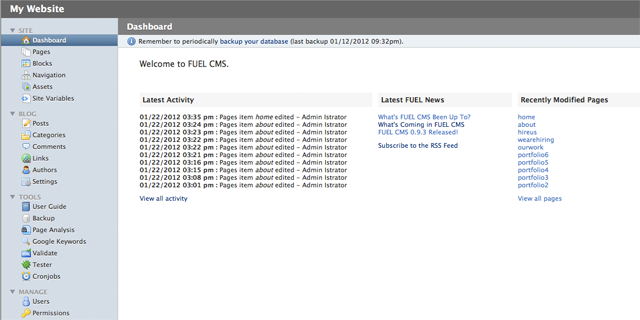 My Website
SITE
Dashboard
Pages
Blocks
Navigation
Assets
Site Variables
BLOG
Posts
Categories
Comments
Links
Authors
Settings
TOOLS
User Guide
Backup
Page Analysis
Google Keywords
Validate
Tester
Cronjobs
MANAGE
Users
Permissions
Dashboard
Remember to periodically backup your database (last backup 01/12/2012 09:32pm).
Welcome to FUEL CMS.
Latest Activity
01/22/2012 03:35 pm : Pages item home edited - Admin Istrator
01/22/2012 03:24 pm : Pages item about edited - Admin Istrator
01/22/2012 03:23 pm : Pages item about edited - Admin Istrator
01/22/2012 03:23 pm : Pages item about edited - Admin Istrator
01/22/2012 03:22 pm : Pages item about edited - Admin Istrator
01/22/2012 03:21 pm : Pages item about edited - Admin Istrator
01/22/2012 03:16 pm : Pages item about edited - Admin Istrator
01/22/2012 03:15 pm : Pages item about edited - Admin Istrator
01/22/2012 03:08 pm : Pages item about edited - Admin Istrator
01/22/2012 03:01 pm : Pages item about edited - Admin Istrator
View all activity
Latest FUEL News
What's FUEL CMS Been Up To?
What's Coming in FUEL CMS
FUEL CMS 0.9.3 Released!
Subscribe to the RSS Feed
Recently Modified Pages
home
about
hireus
wearehiring
ourwork
portfolio6
portfolio5
portfolio4
portfolio3
portfolio2
View all pages